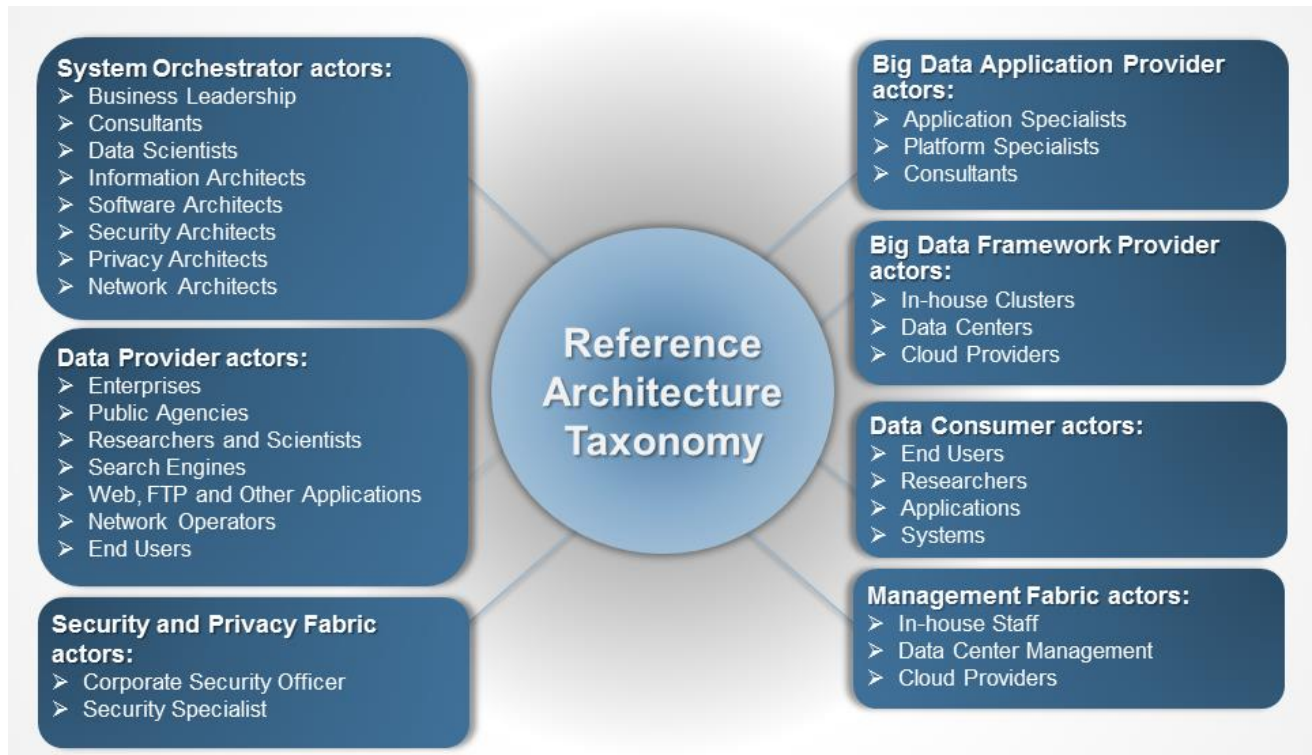 System Orchestrator actors:
➢ Business Leadership
➢ Consultants
➢ Data Scientists
➢ Information Architects
➢ Software Architects
➢ Security Architects
➢ Privacy Architects
➢ Network Architects
Data Provider actors:
➢ Enterprises
➢ Public Agencies
➢ Researchers and Scientists
➢ Search Engines
➢ Web, FTP and Other Applications
➢ Network Operators
➢ End Users
Security and Privacy Fabric
actors:
➢ Corporate Security Officer
➢ Security Specialist
Reference
Architecture
Taxonomy
Big Data Application Provider
actors:
➢ Application Specialists
➢ Platform Specialists
➢ Consultants
Big Data Framework Provider
actors:
➢ In-house Clusters
➢ Data Centers
➢ Cloud Providers
Data Consumer actors:
➢ End Users
➢ Researchers
➢ Applications
➢ Systems
Management Fabric actors:
➢ In-house Staff
➢ Data Center Management
➢ Cloud Providers